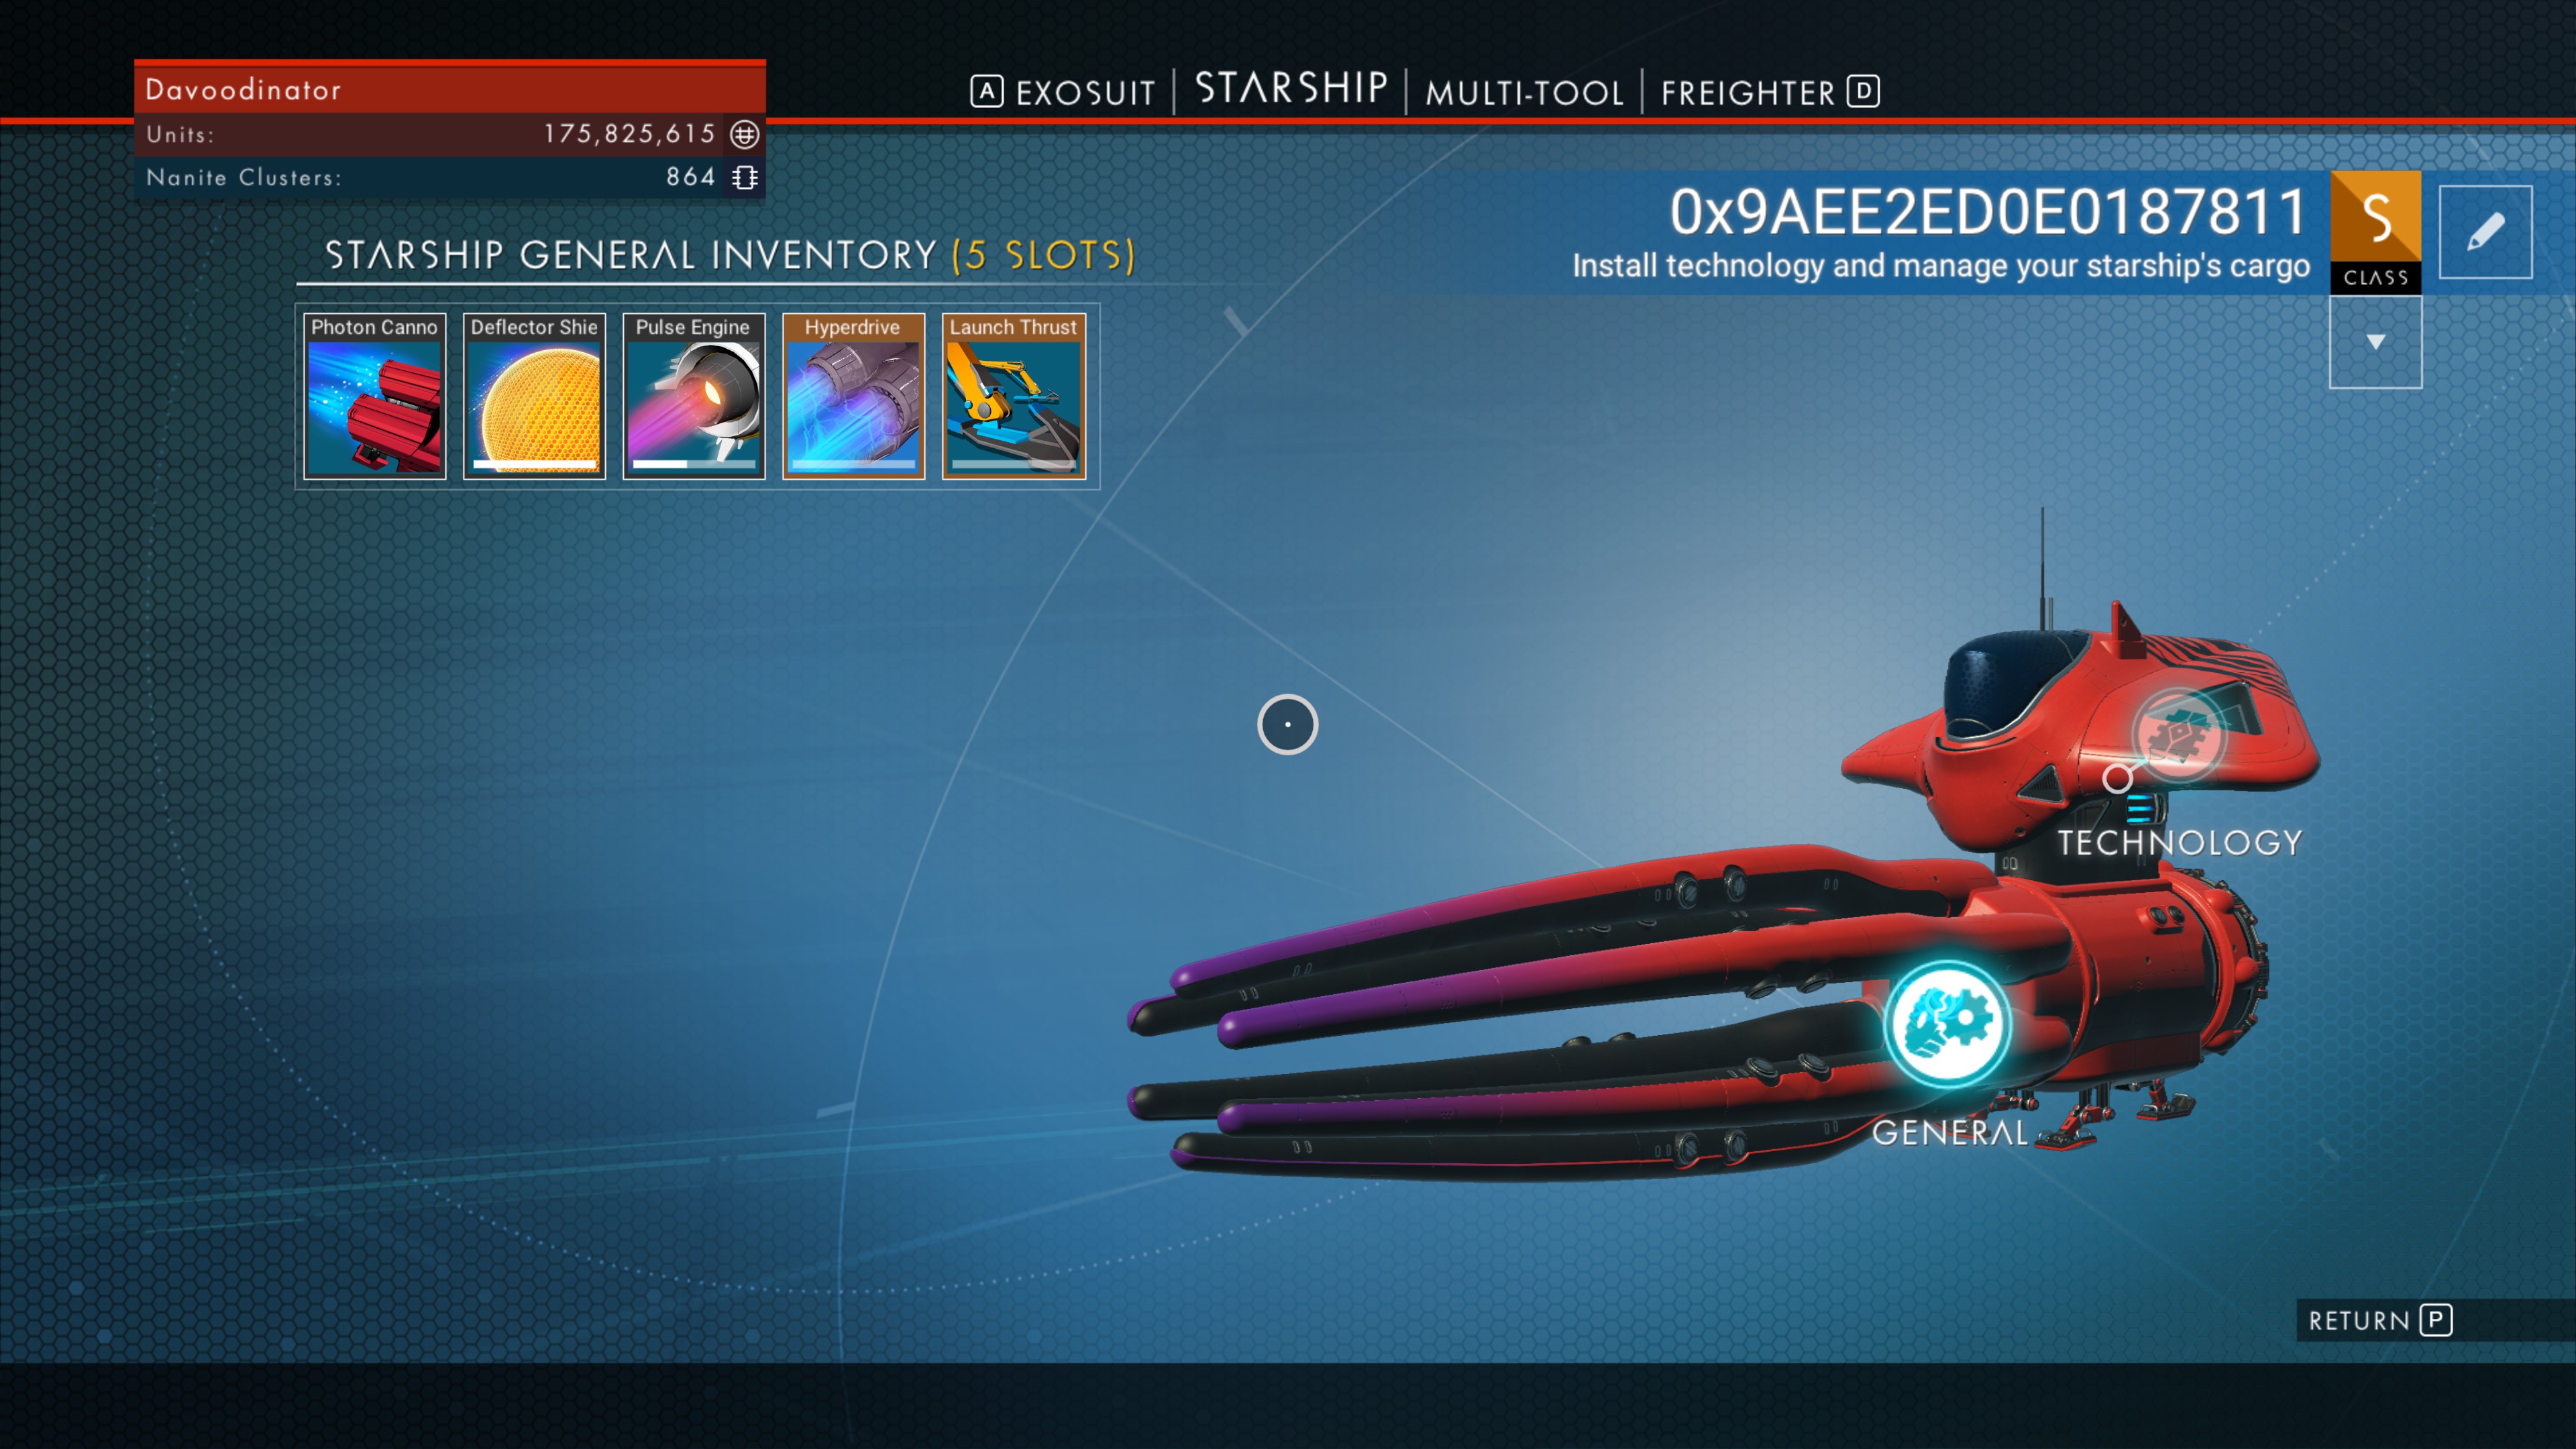 Davoodinator
Units: 175,825,615
Nanite Clusters: 864
A EXOSUIT STARSHIP MULTI-TOOL FREIGHTER D
0x9AEE2ED0E0187811
Install technology and manage your starship's cargo
S
CLASS
STARSHIP GENERAL INVENTORY (5 SLOTS)
Photon Canno Deflector Shie Pulse Engine Hyperdrive Launch Thrust
TECHNOLOGY
GENERAL
RETURN P